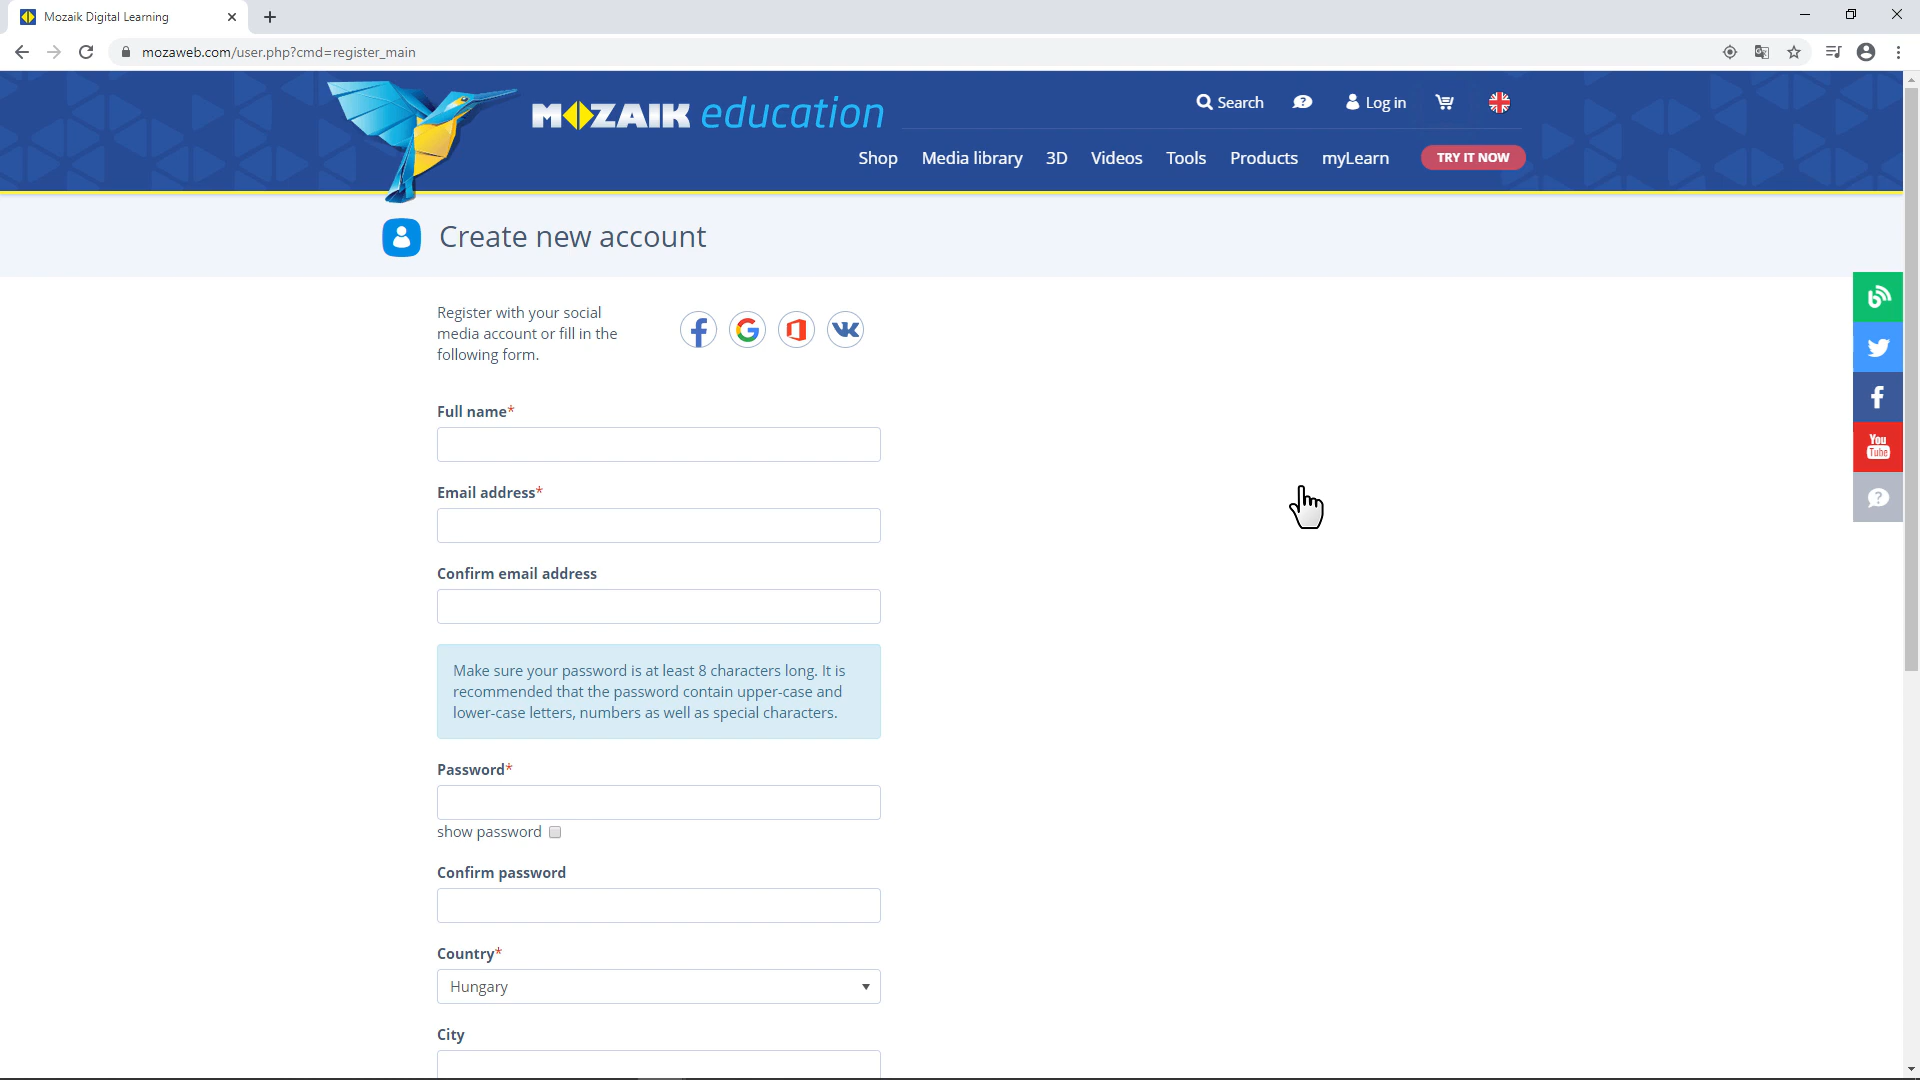 Mozaik Digital Learning
mozaweb.com/user.php?cmd=register_main
MOZAIK education
Search
Log in
Shop
Media library
3D
Videos
Tools
Products
myLearn
TRY IT NOW
Create new account
Register with your social
media account or fill in the
following form.
Full name*
Email address*
Confirm email address
Make sure your password is at least 8 characters long. It is
recommended that the password contain upper-case and
lower-case letters, numbers as well as special characters.
Password*
show password
Confirm password
Country*
Hungary
City
You
Tube